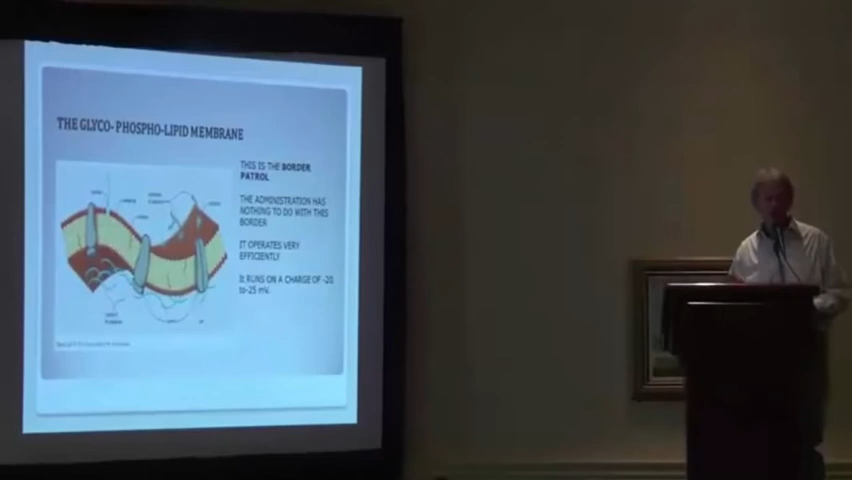 THE GLYCO- PHOSPHO-LIPID MEMBRANE
THIS IS THE BORDER
PATROL
THE ADMINISTRATION HAS
NOTHING TO DO WITH THIS
BORDER
IT OPERATES VERY
EFFICIENTLY
IT RUNS ON A CHARGE OF -20
to-25 mV.